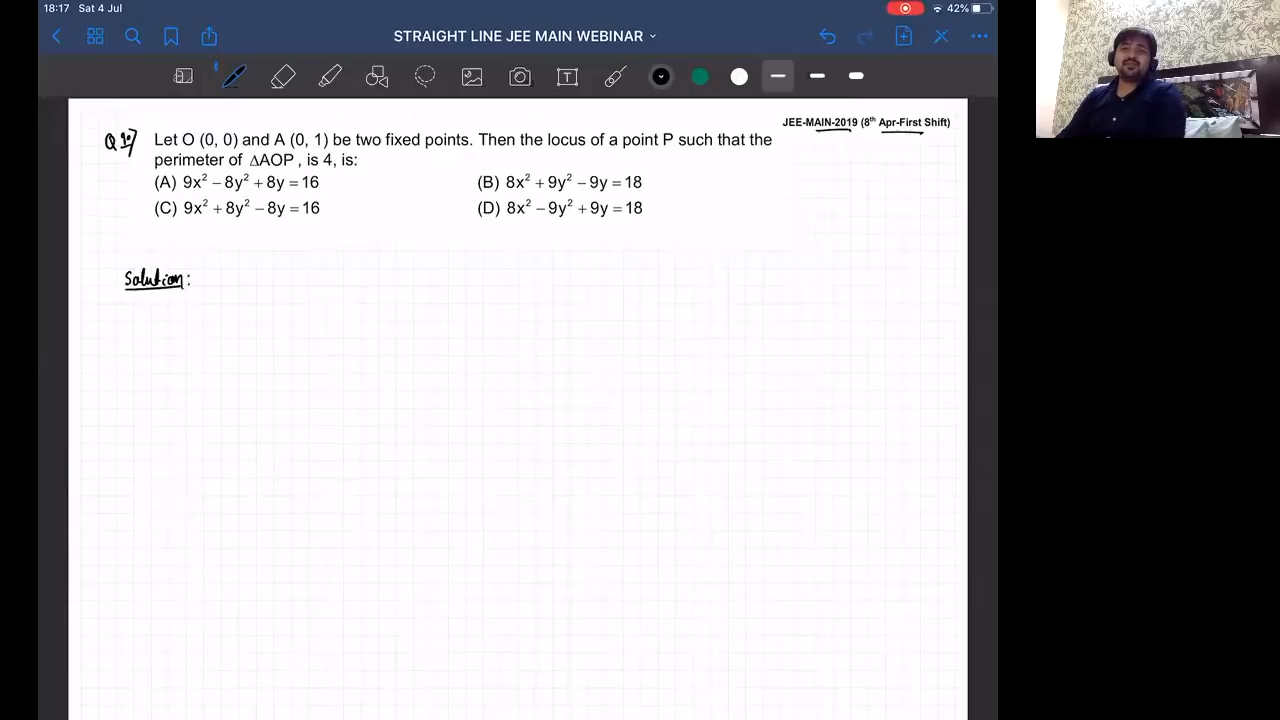 18:17 Sat 4 Jul
42%
STRAIGHT LINE JEE MAIN WEBINAR
JEE-MAIN-2019 (8th Apr-First Shift)
Let O (0, 0) and A (0, 1) be two fixed points. Then the locus of a point P such that the
perimeter of ΔAOP , is 4, is:
(A) 9x² − 8y² + 8y = 16 (B) 8x² + 9y² − 9y = 18
(C) 9x² + 8y² − 8y = 16 (D) 8x² − 9y² + 9y = 18
Solution: